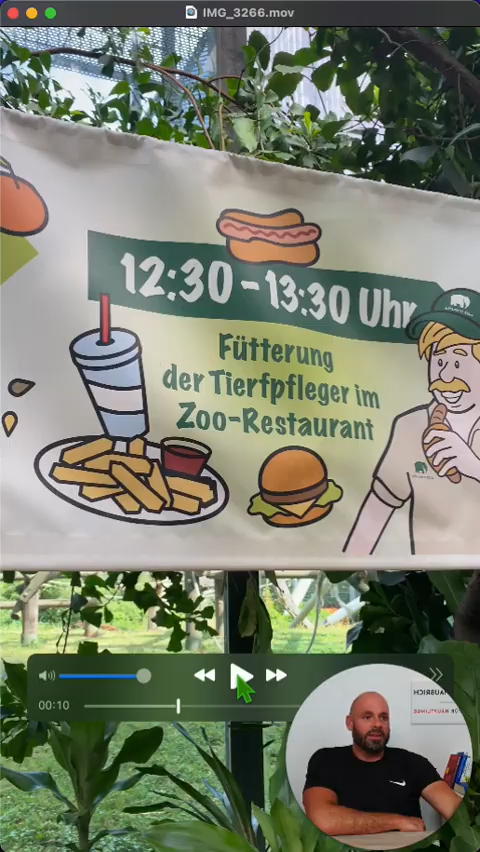 IMG_3266.mov
12:30 - 13:30 Uhr
Fütterung
der Tierfpfleger im
Zoo-Restaurant
00:10